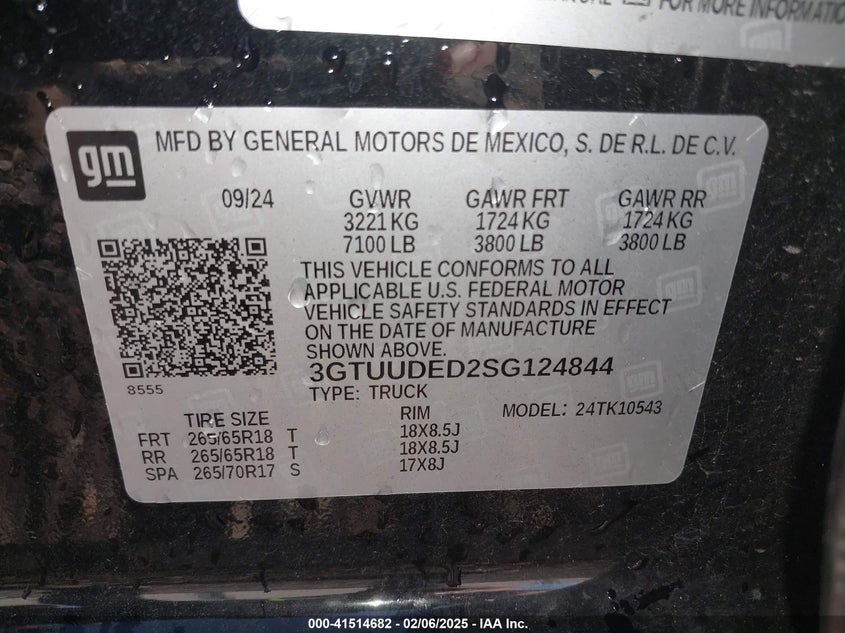 FOR MORE INFORMATIO
gm
MFD BY GENERAL MOTORS DE MEXICO, S. DE R.L. DE C.V.
09/24 GVWR GAWR FRT GAWR RR
3221 KG 1724 KG 1724 KG
7100 LB 3800 LB 3800 LB
THIS VEHICLE CONFORMS TO ALL
APPLICABLE U.S. FEDERAL MOTOR
VEHICLE SAFETY STANDARDS IN EFFECT
ON THE DATE OF MANUFACTURE
SHOWN ABOVE.
3GTUUDED2SG124844
8555
TYPE: TRUCK
TIRE SIZE RIM MODEL: 24TK10543
FRT 265/65R18 T 18X8.5J
RR 265/65R18 T 18X8.5J
SPA 265/70R17 S 17X8J
000-41514682 - 02/06/2025 - IAA Inc.